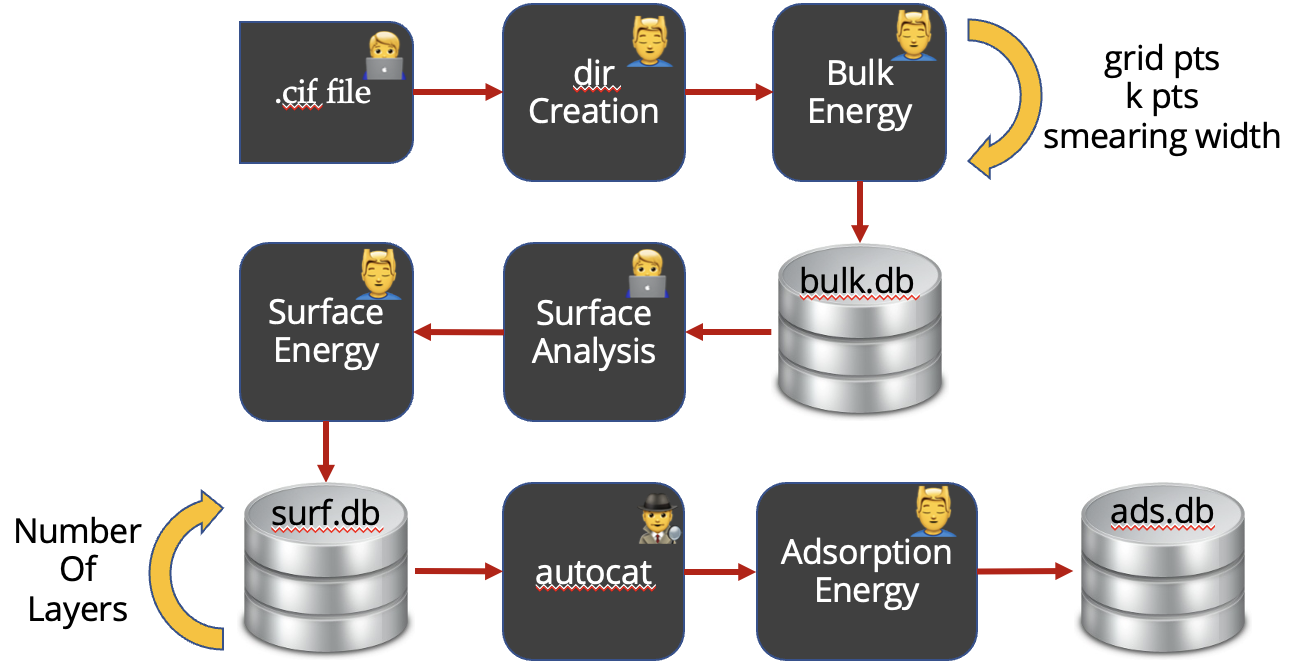 .cif file
dir
Creation
Bulk
Energy
grid pts
k pts
smearing width
Surface
Energy
Surface
Analysis
bulk.db
Number
Of
Layers
surf.db
autocat
Adsorption
Energy
ads.db